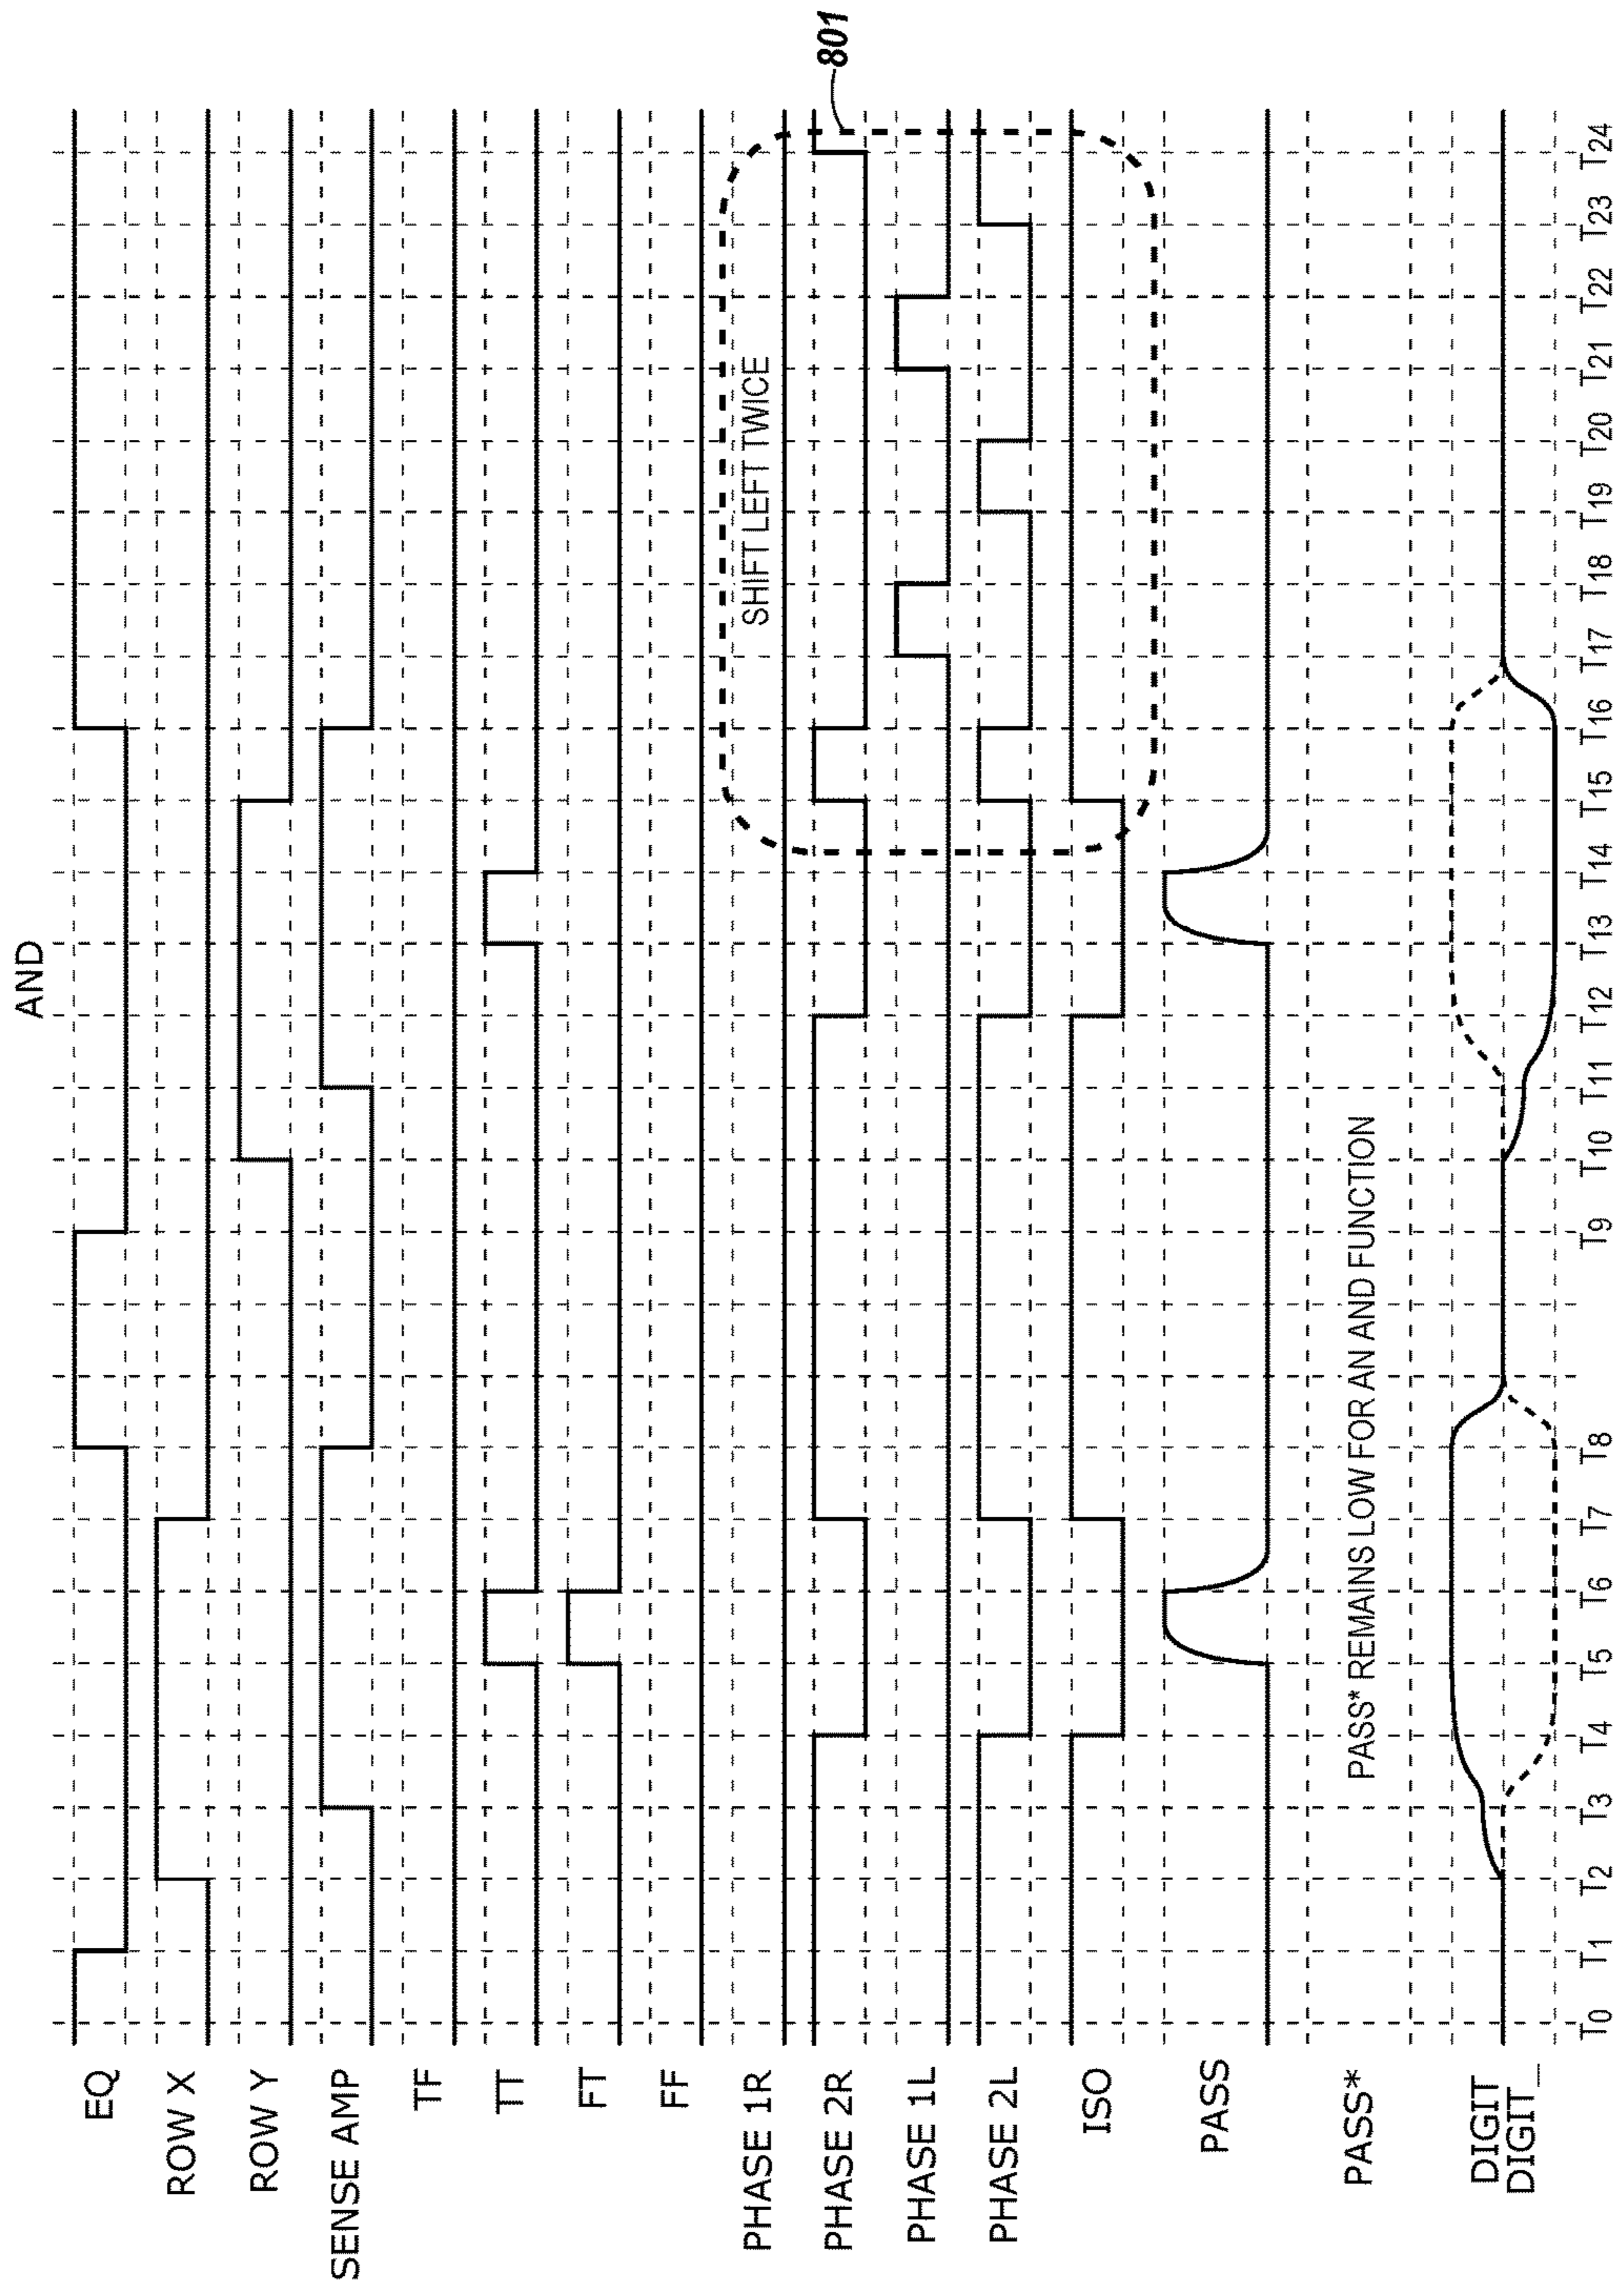 AND
EQ
ROW X
ROW Y
SENSE AMP
TF
TT
FT
FF
PHASE 1R
SHIFT LEFT TWICE
801
PHASE 2R
PHASE 1L
PHASE 2L
ISO
PASS
PASS*
PASS* REMAINS LOW FOR AN AND FUNCTION
DIGIT
DIGIT_
T0 T1 T2 T3 T4 T5 T6 T7 T8 T9 T10 T11 T12 T13 T14 T15 T16 T17 T18 T19 T20 T21 T22 T23 T24